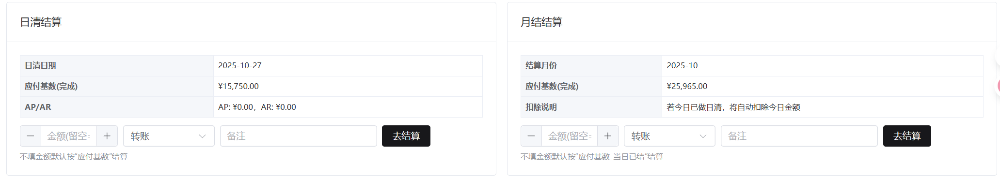 日清结算
日清日期 2025-10-27
应付基数(完成) ¥15,750.00
AP/AR AP: ¥0.00，AR: ¥0.00
金额(留空= 转账 备注 去结算
不填金额默认按"应付基数"结算
月结结算
结算月份 2025-10
应付基数(完成) ¥25,965.00
扣除说明 若今日已做日清，将自动扣除今日金额
金额(留空= 转账 备注 去结算
不填金额默认按"应付基数-当日已结"结算